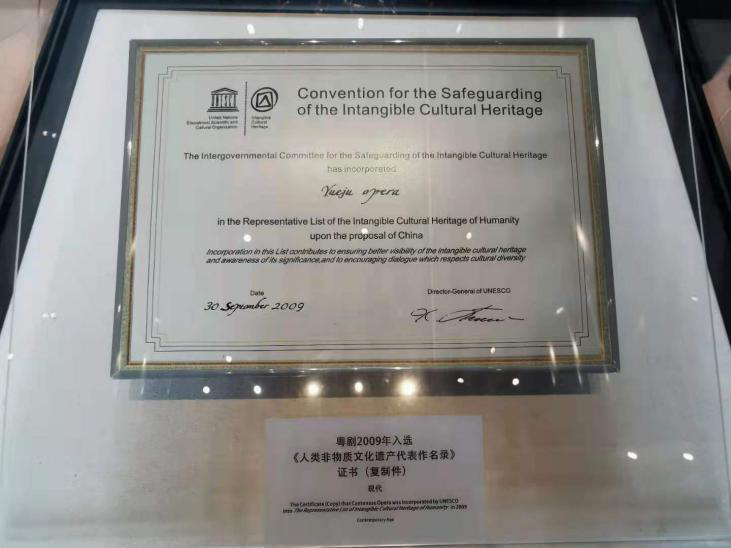 United Nations
Educational, Scientific and
Cultural Organization
Intangible
Cultural
Heritage
Convention for the Safeguarding
of the Intangible Cultural Heritage
The Intergovernmental Committee for the Safeguarding of the Intangible Cultural Heritage
has incorporated
Yueju opera
in the Representative List of the Intangible Cultural Heritage of Humanity
upon the proposal of China
Incorporation in this List contributes to ensuring better visibility of the intangible cultural heritage
and awareness of its significance, and to encouraging dialogue which respects cultural diversity
Date
30 September 2009
Director-General of UNESCO
粤剧2009年入选
《人类非物质文化遗产代表作名录》
证书（复制件）
现代
The Certificate (Copy) that Cantonese Opera was Incorporated by UNESCO
into The Representative List of Intangible Cultural Heritage of Humanity in 2009
Contemporary Age